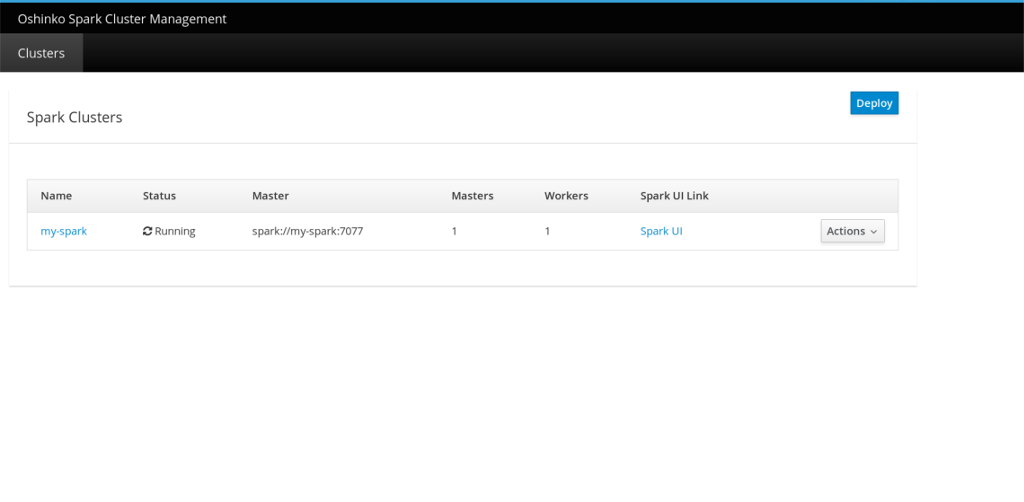 Oshinko Spark Cluster Management
Clusters
Deploy
Spark Clusters
Name Status Master Masters Workers Spark UI Link
my-spark Running spark://my-spark:7077 1 1 Spark UI Actions